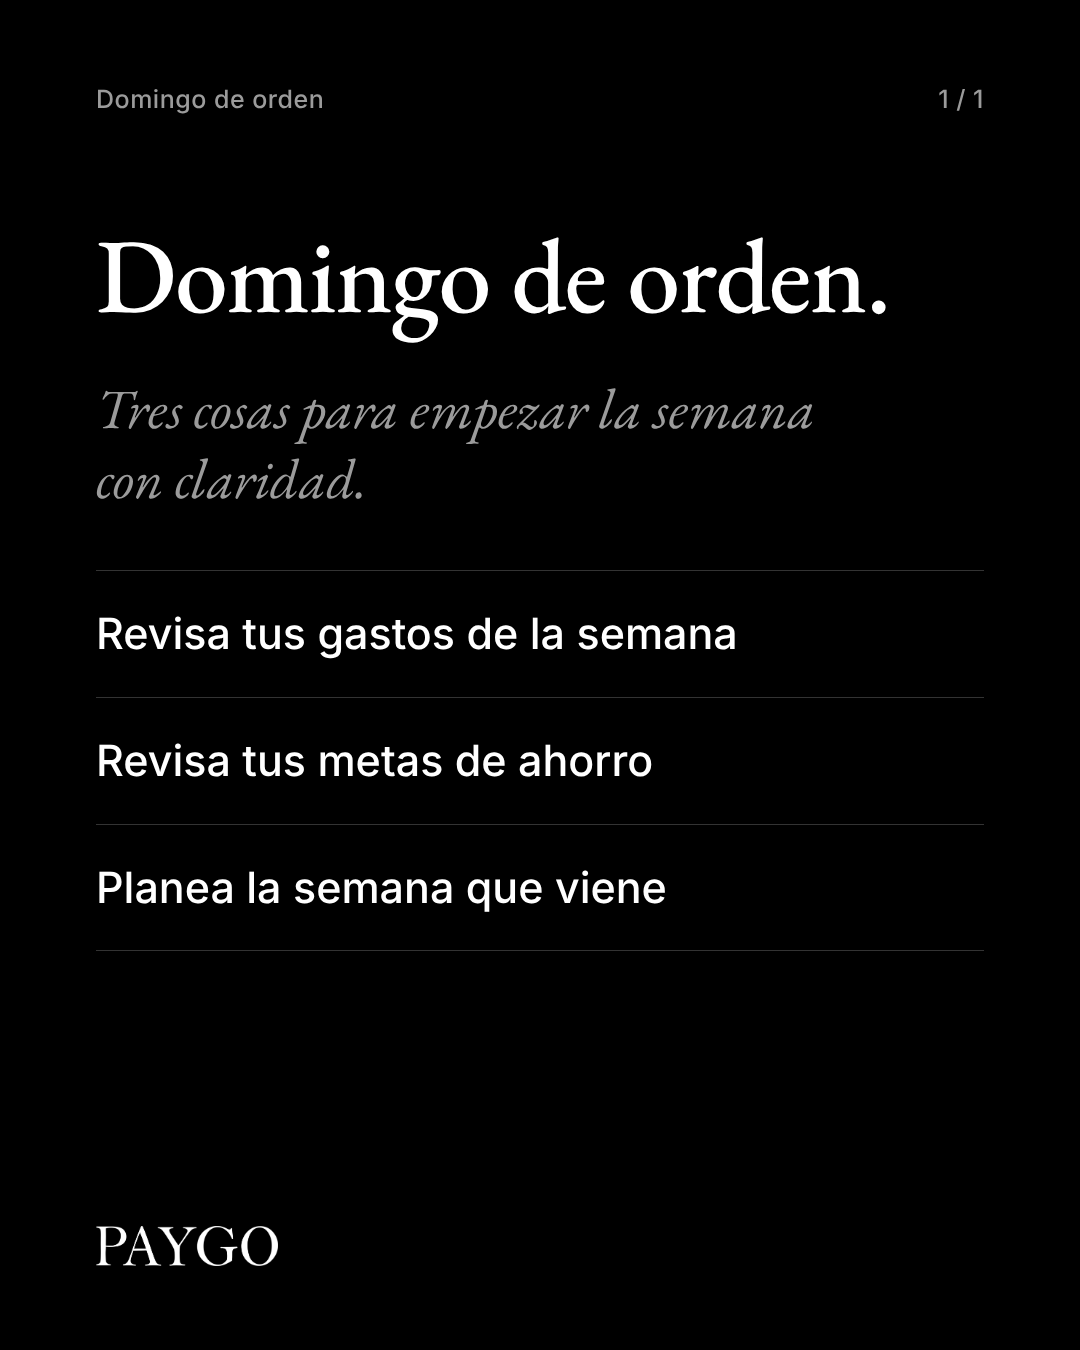 Domingo de orden
1 / 1
Domingo de orden.
Tres cosas para empezar la semana
con claridad.
Revisa tus gastos de la semana
Revisa tus metas de ahorro
Planea la semana que viene
PAYGO